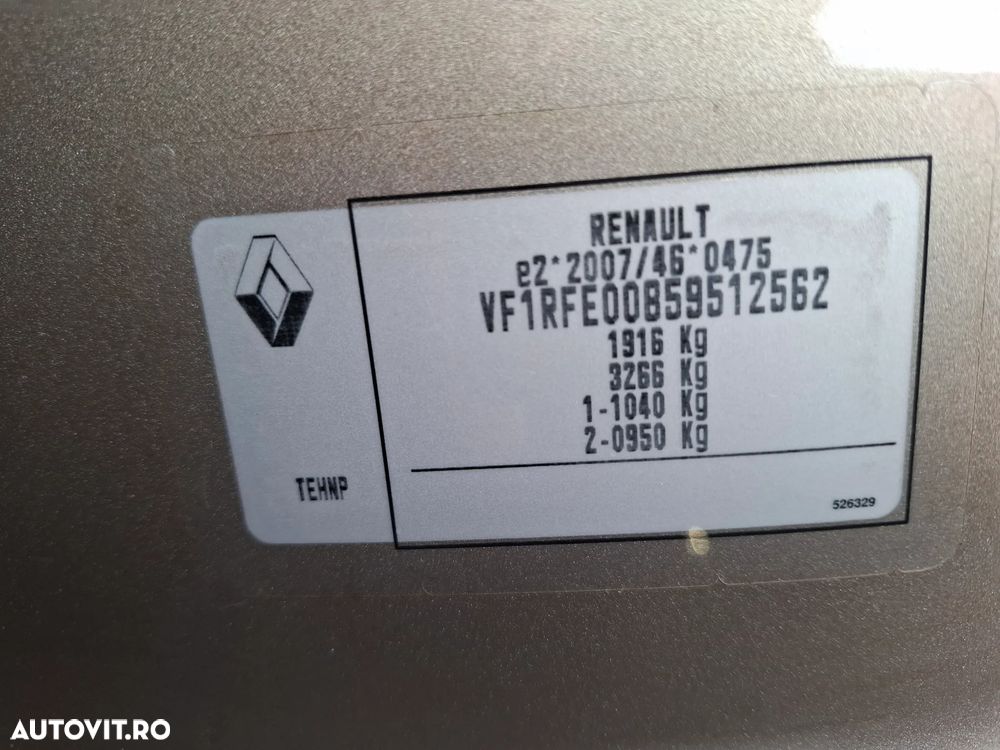 RENAULT
e2*2007/46*0475
VF1RFE00859512562
1916 Kg
3266 Kg
1-1040 Kg
2-0950 Kg
TEHNP
526329
AUTOVIT.RO